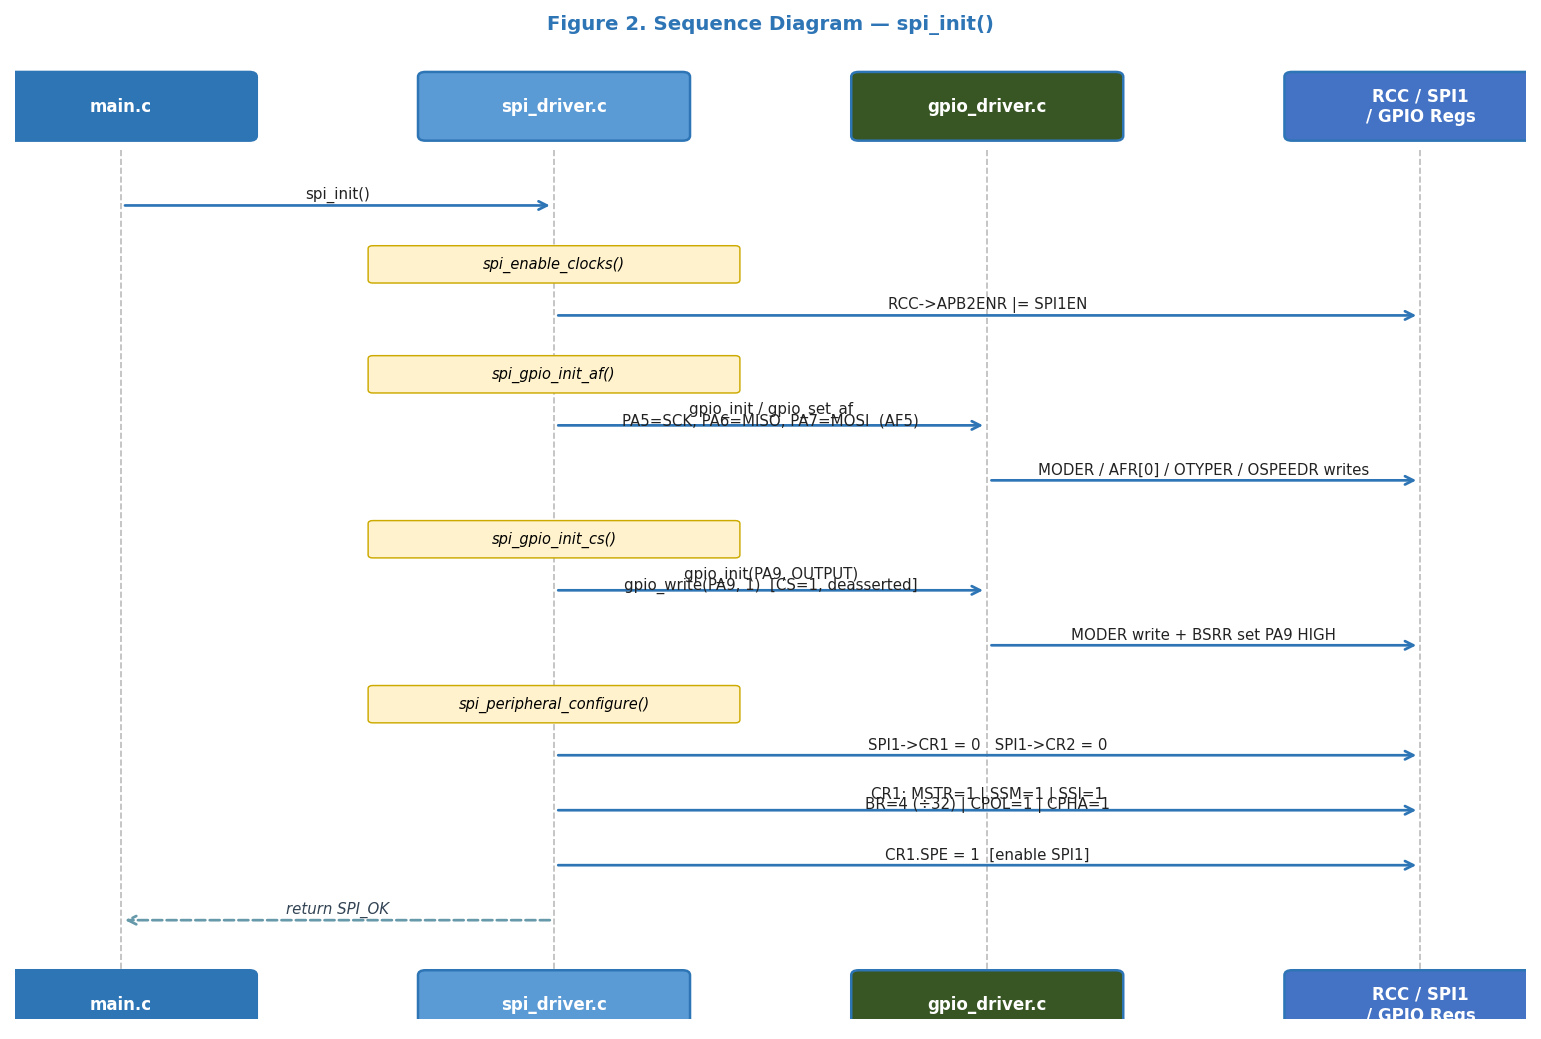 Figure 2. Sequence Diagram — spi_init()
main.c
spi_driver.c
gpio_driver.c
RCC / SPI1
/ GPIO Regs
spi_init()
spi_enable_clocks()
RCC->APB2ENR |= SPI1EN
spi_gpio_init_af()
gpio_init / gpio_set_af
PA5=SCK, PA6=MISO, PA7=MOSI  (AF5)
MODER / AFR[0] / OTYPER / OSPEEDR writes
spi_gpio_init_cs()
gpio_init(PA9, OUTPUT)
gpio_write(PA9, 1)  [CS=1, deasserted]
MODER write + BSRR set PA9 HIGH
spi_peripheral_configure()
SPI1->CR1 = 0   SPI1->CR2 = 0
CR1: MSTR=1 | SSM=1 | SSI=1
BR=4 (÷32) | CPOL=1 | CPHA=1
CR1.SPE = 1  [enable SPI1]
return SPI_OK
main.c
spi_driver.c
gpio_driver.c
RCC / SPI1
/ GPIO Regs